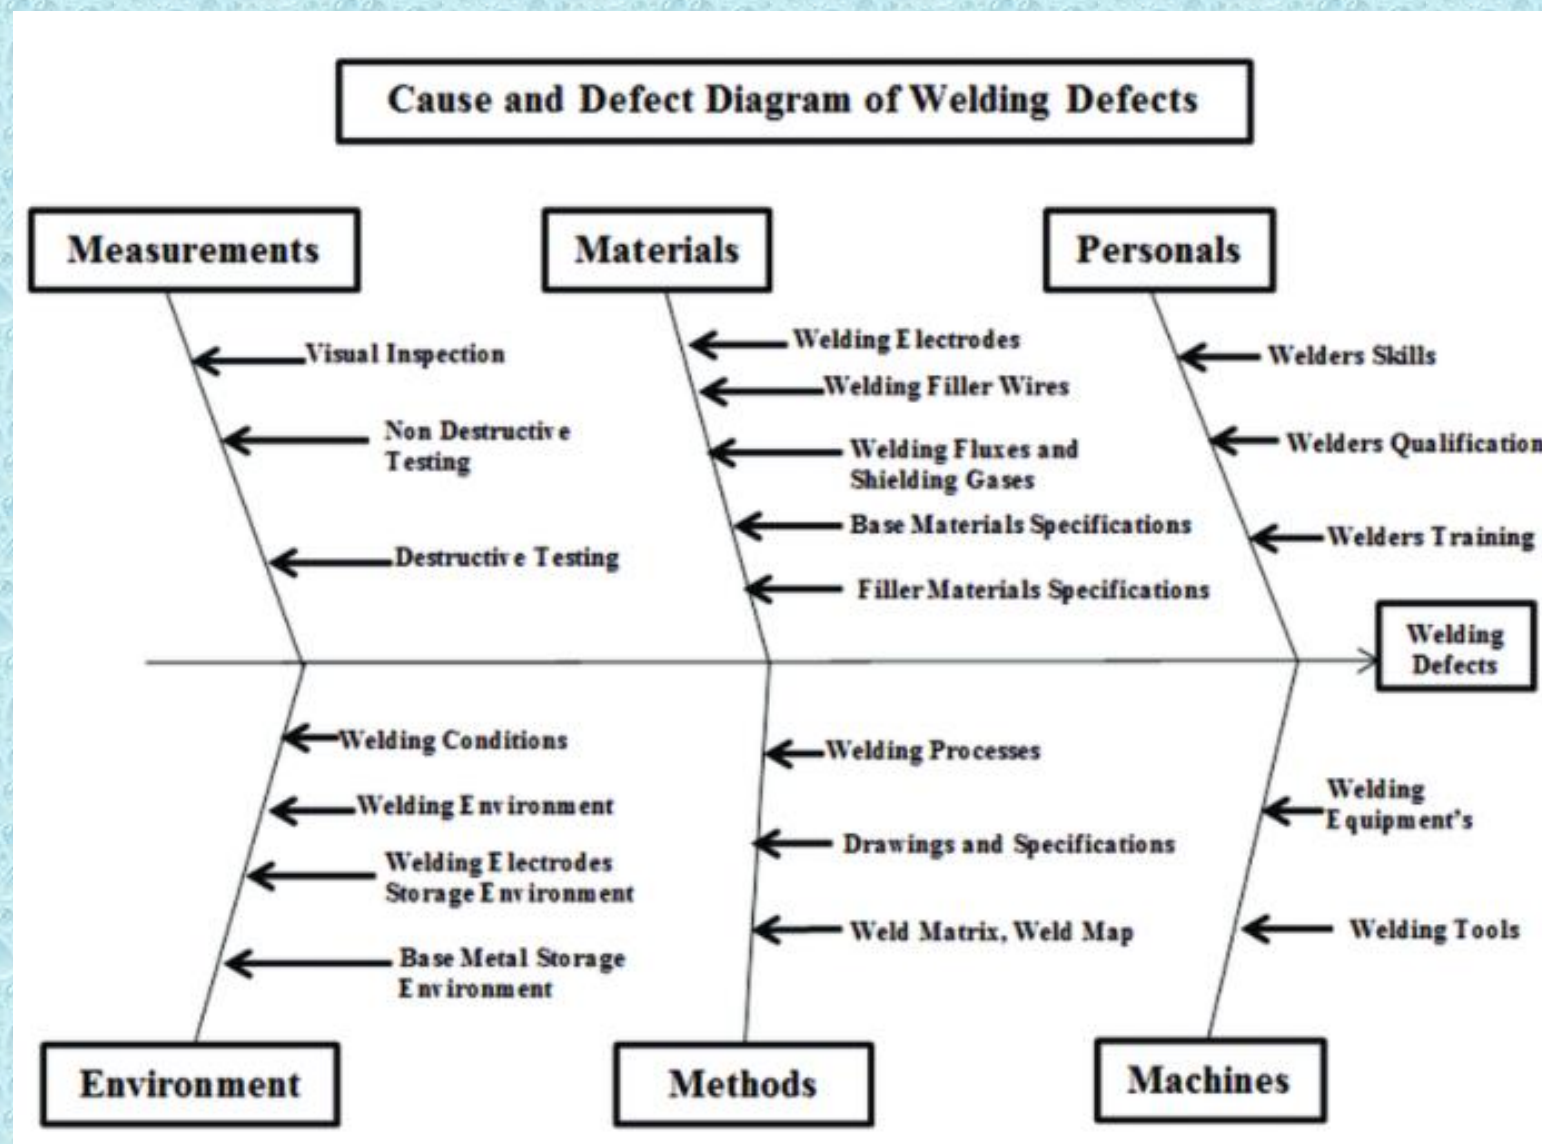 Cause and Defect Diagram of Welding Defects
Measurements
Materials
Personals
Visual Inspection
Non Destructive
Testing
Destructive Testing
Welding Electrodes
Welding Filler Wires
Welding Fluxes and
Shielding Gases
Base Materials Specifications
Filler Materials Specifications
Welders Skills
Welders Qualification
Welders Training
Welding
Defects
Welding Conditions
Welding Environment
Welding Electrodes
Storage Environment
Base Metal Storage
Environment
Welding Processes
Drawings and Specifications
Weld Matrix, Weld Map
Welding
Equipment's
Welding Tools
Environment
Methods
Machines